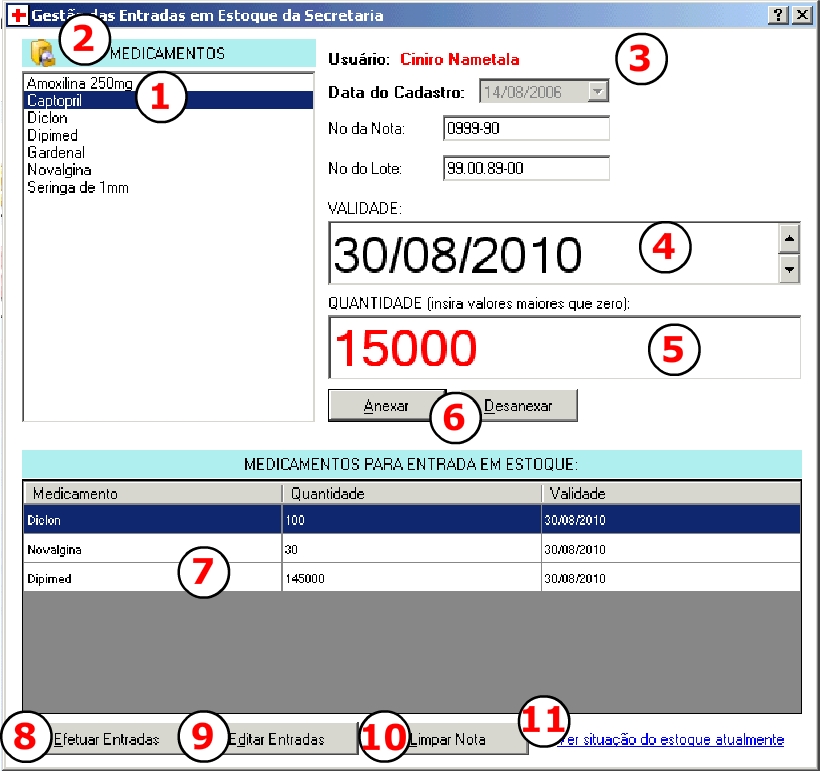 Gestão das Entradas em Estoque da Secretaria
2
MEDICAMENTOS
Amoxilina 250mg
1
Captopril
Diclon
Dipimed
Gardenal
Novalgina
Seringa de 1mm
Usuário: Ciniro Nametala
3
Data do Cadastro: 14/08/2006
No da Nota: 0999-90
No do Lote: 99.00.89-00
VALIDADE:
30/08/2010
4
QUANTIDADE (insira valores maiores que zero):
15000
5
Anexar
6
Desanexar
MEDICAMENTOS PARA ENTRADA EM ESTOQUE:
Medicamento Quantidade Validade
Diclon 100 30/08/2010
Novalgina 30 30/08/2010
Dipimed 145000 30/08/2010
7
8 Efetuar Entradas
9 Editar Entradas
10 Limpar Nota
11 Ver situação do estoque atualmente